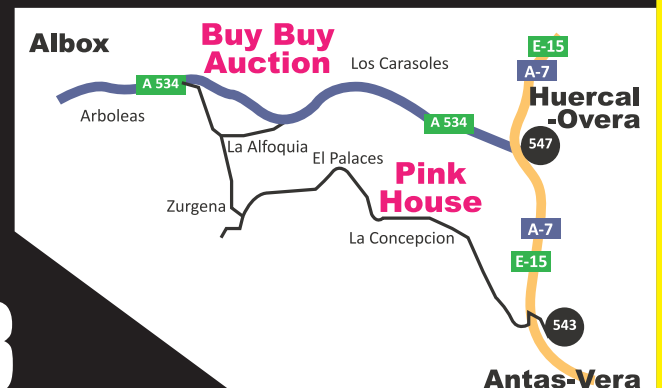 Albox
Buy Buy
Auction
Los Carasoles
E-15
A-7
A 534
Arboleas
Huercal
-Overa
A 534
547
La Alfoquia
El Palaces
Pink
House
Zurgena
La Concepcion
A-7
E-15
543
Antas-Vera